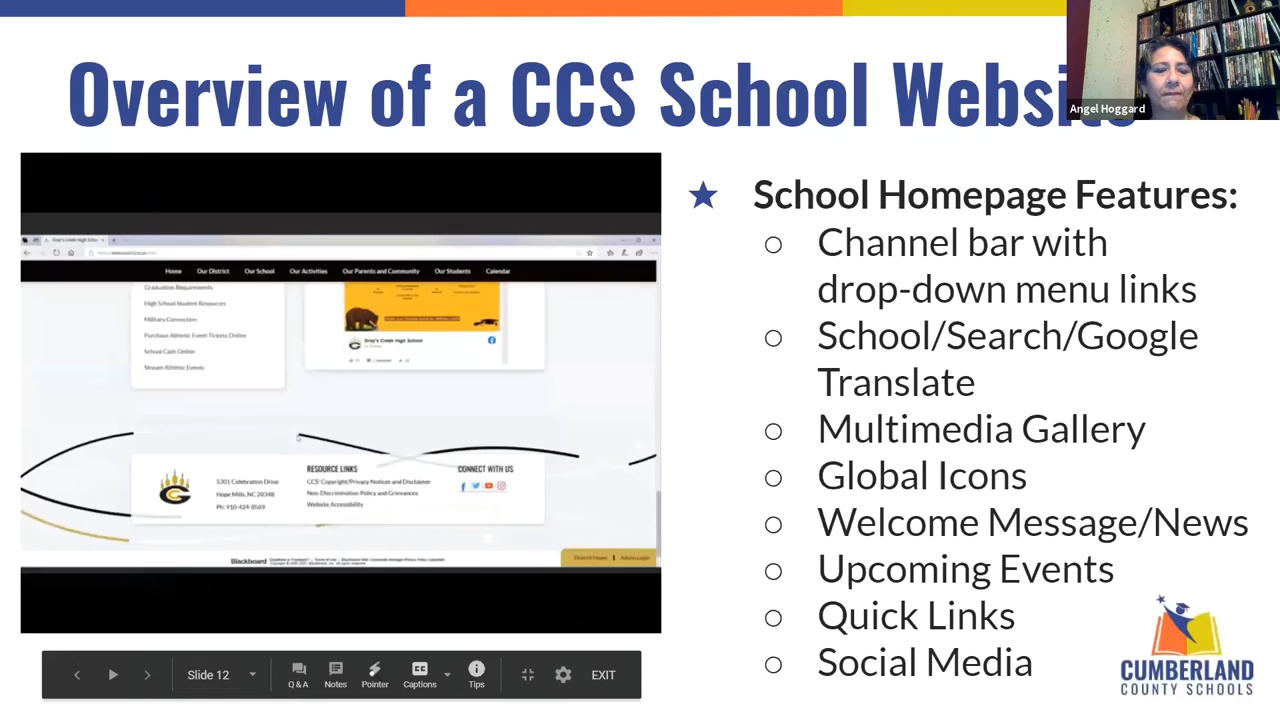 Overview of a CCS School Website
Angel Hoggard
★ School Homepage Features:
○ Channel bar with
drop-down menu links
○ School/Search/Google
Translate
○ Multimedia Gallery
○ Global Icons
○ Welcome Message/News
○ Upcoming Events
○ Quick Links
○ Social Media
Gray's Creek High Schoo
Home Our District Our School Our Activities Our Parents and Community Our Students Calendar
Graduation Requirements
High School Student Resources
Military Connection
Purchase Athletic Event Tickets Online
School Cash Online
Stream Athletic Events
Gray's Creek High School
5301 Celebration Drive
Hope Mills, NC 28348
Ph: 910-424-8589
RESOURCE LINKS
CCS' Copyright/Privacy Notices and Disclaimer
Non-Discrimination Policy and Grievances
Website Accessibility
CONNECT WITH US
Blackboard
Slide 12
Q & A
Notes
Pointer
Captions
Tips
EXIT
CUMBERLAND
COUNTY SCHOOLS